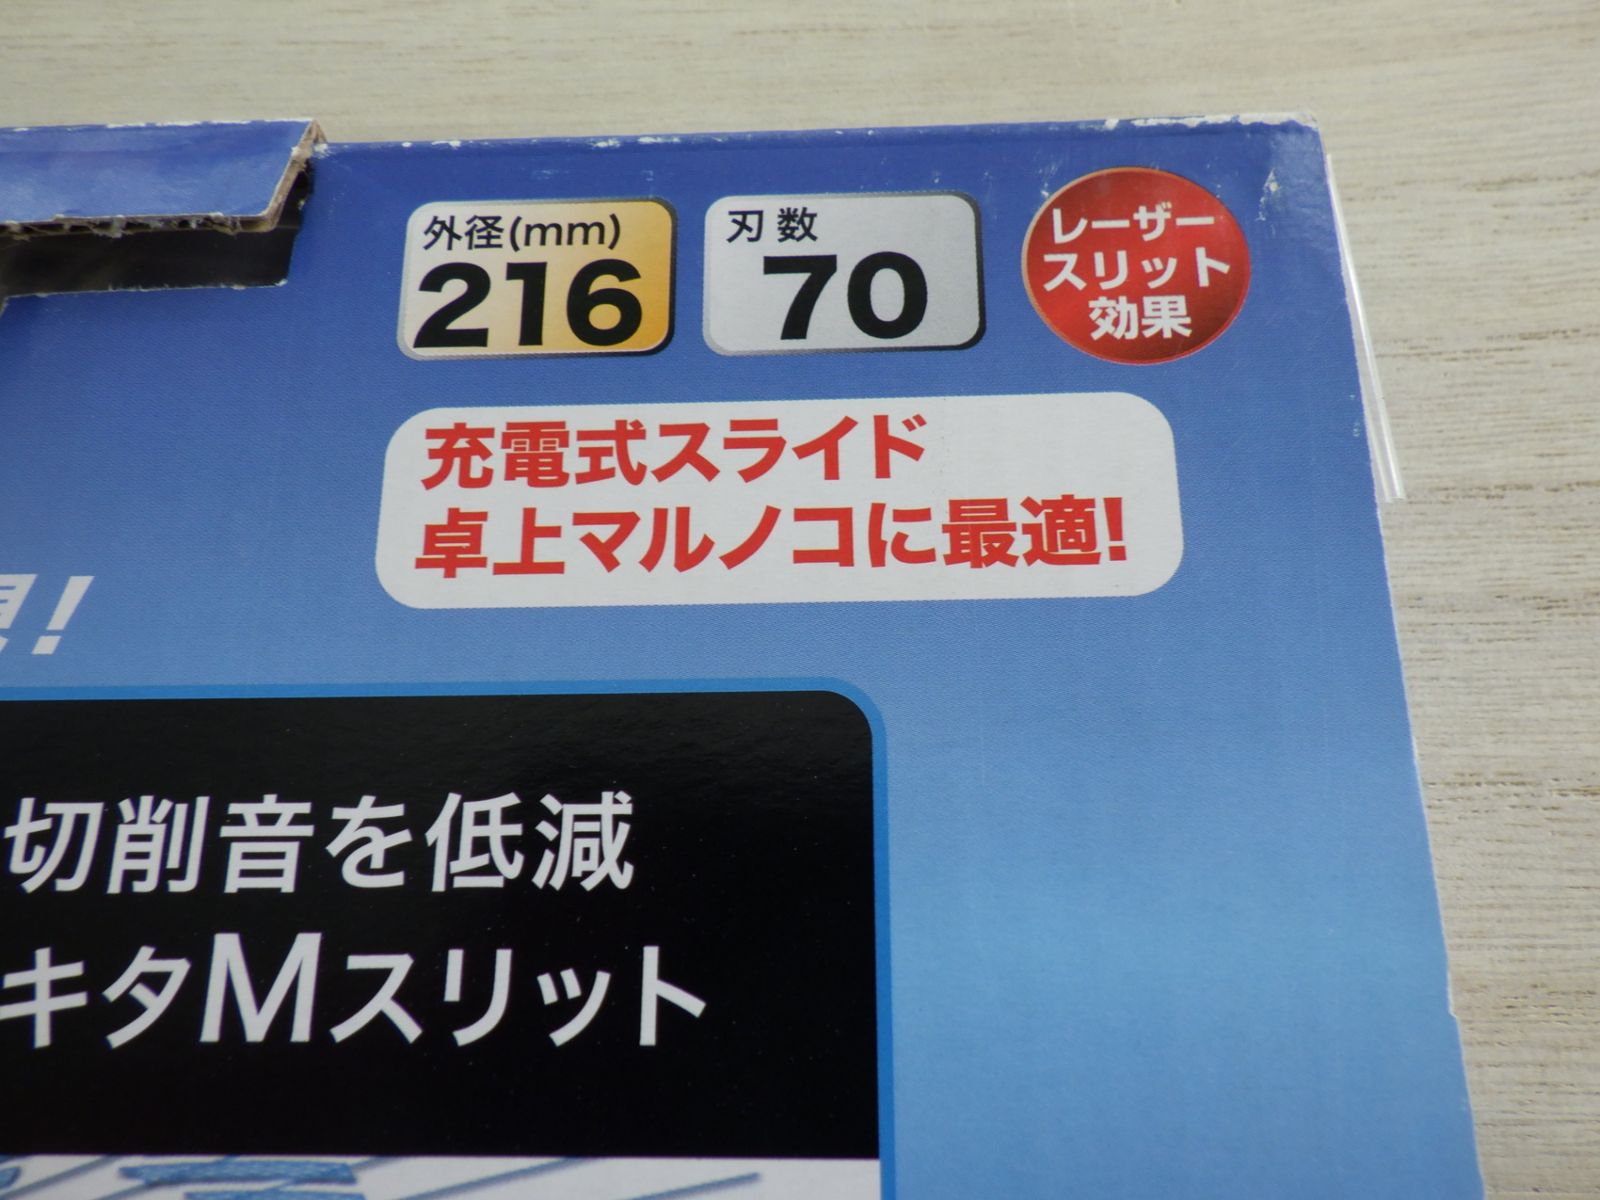 外径(mm)
216
刃数
70
レーザー
スリット
効果
充電式スライド
卓上マルノコに最適!
!
切削音を低減
キタMスリット